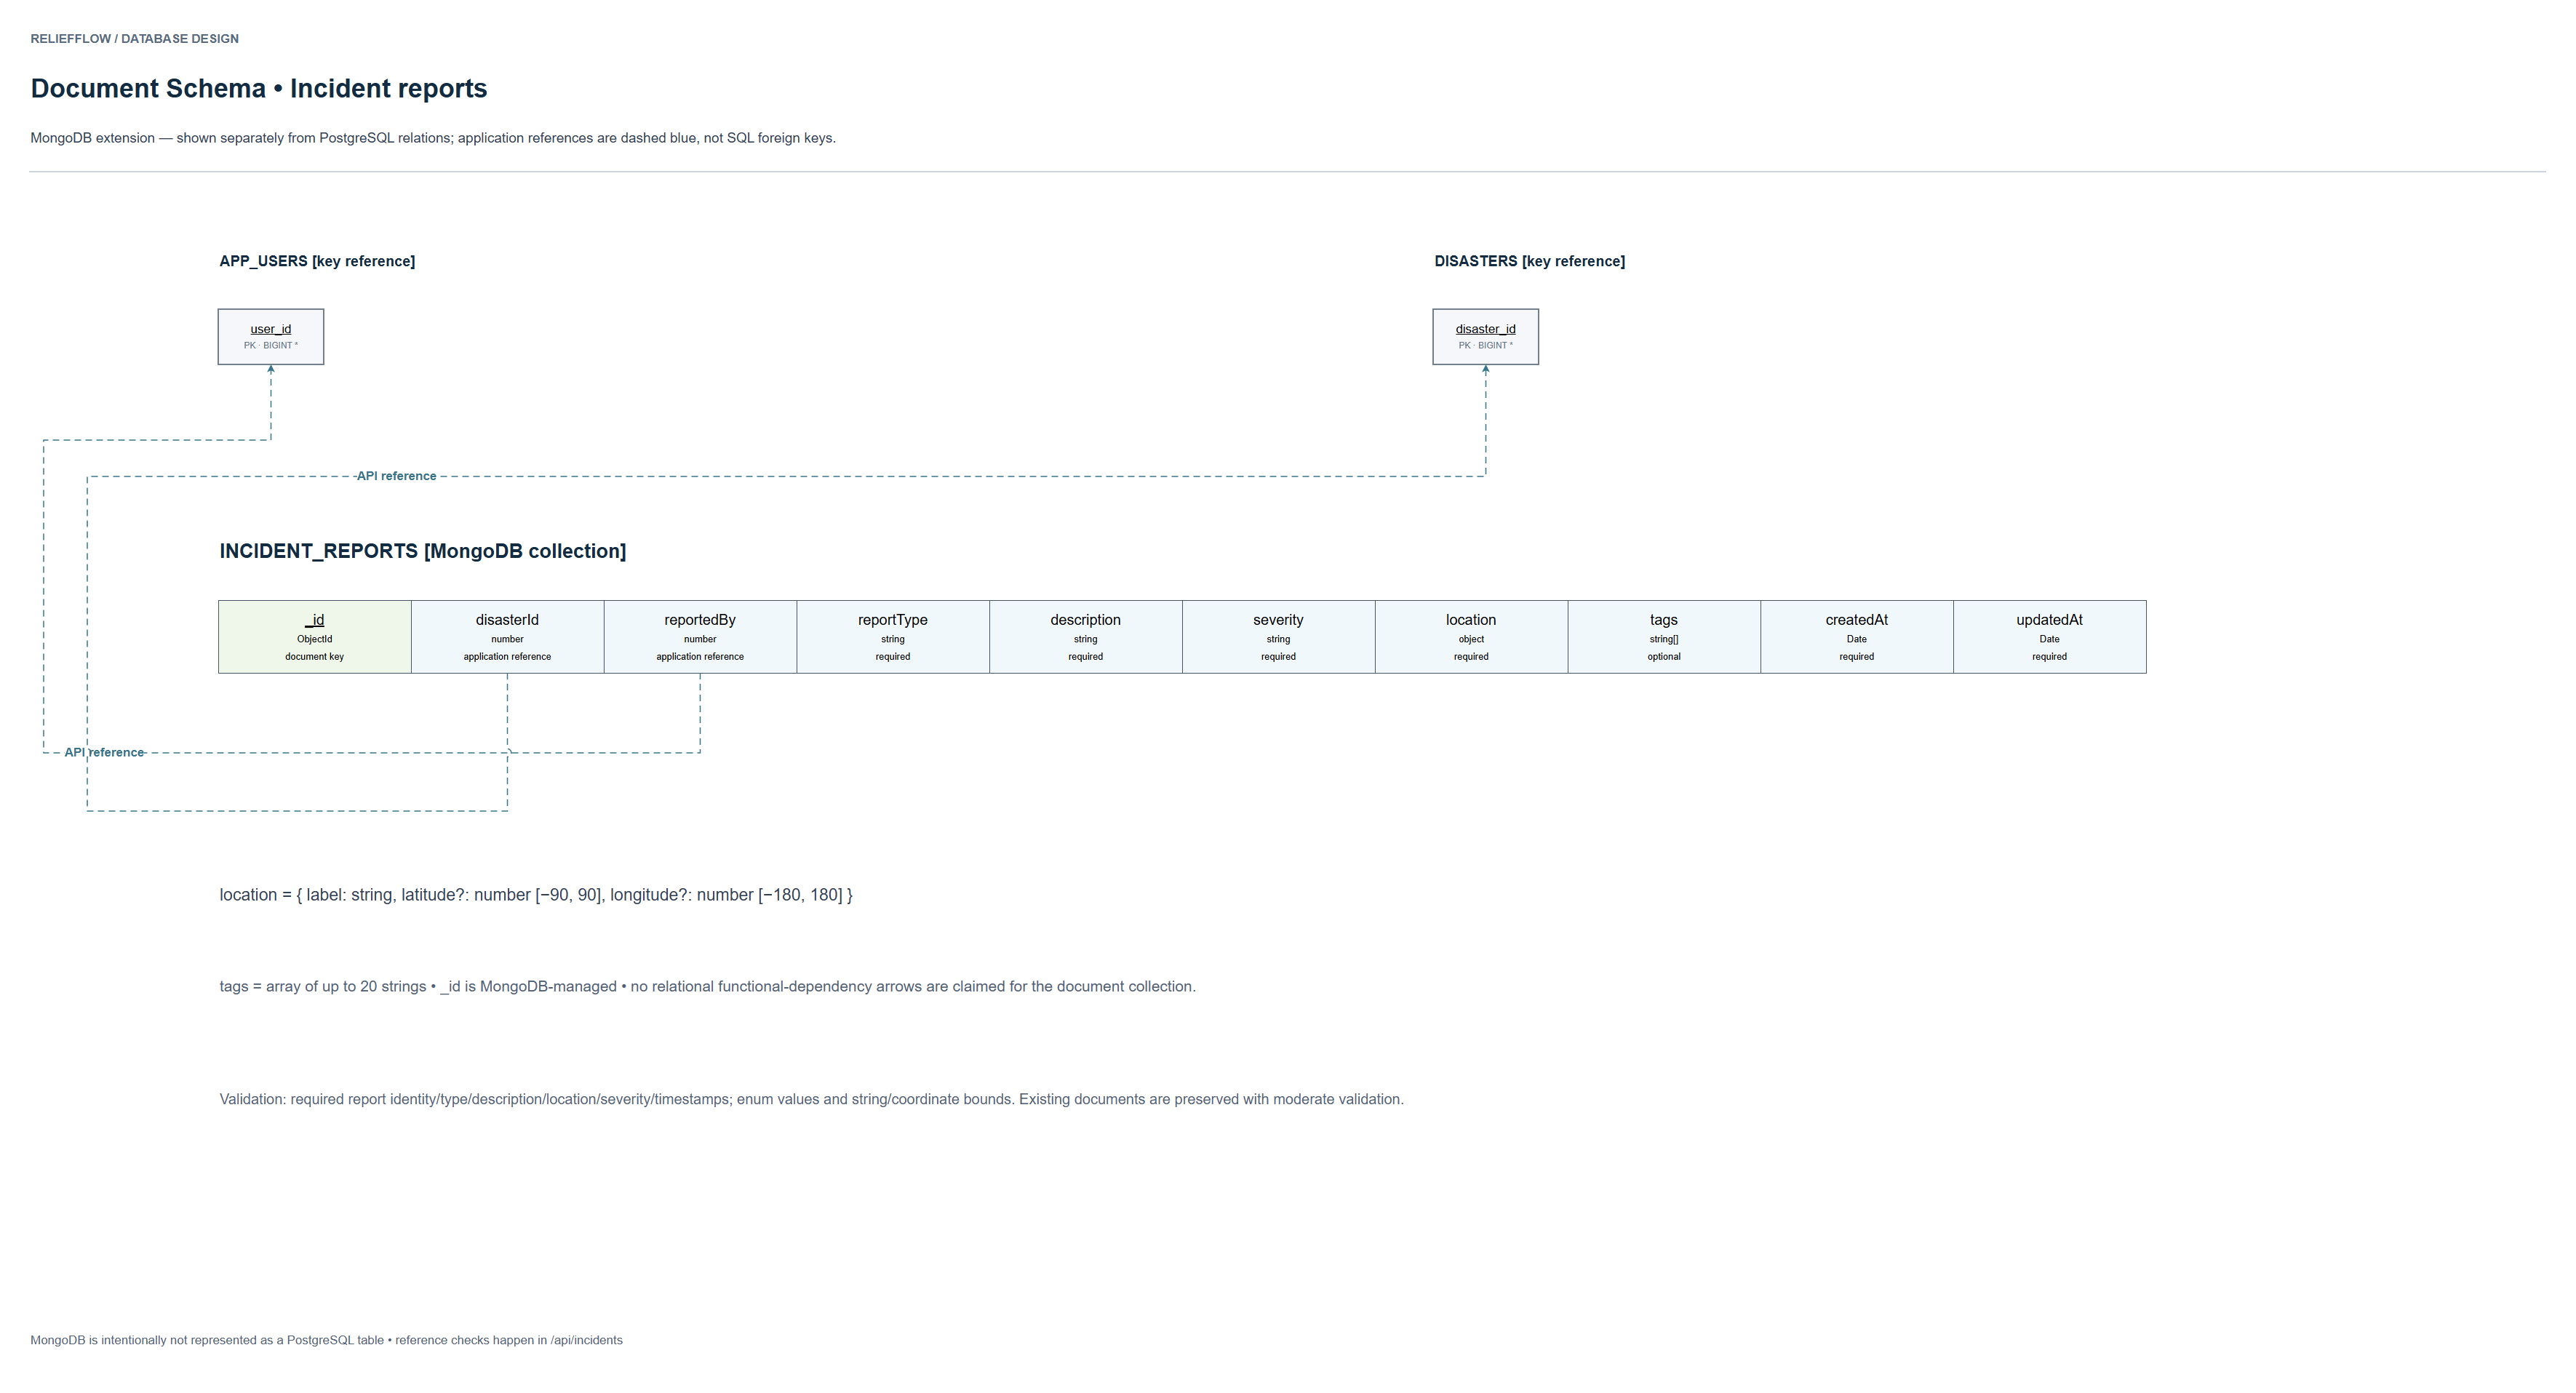 RELIEFFLOW / DATABASE DESIGN
Document Schema • Incident reports
MongoDB extension — shown separately from PostgreSQL relations; application references are dashed blue, not SQL foreign keys.
APP_USERS [key reference]
DISASTERS [key reference]
user_id
PK · BIGINT *
disaster_id
PK · BIGINT *
API reference
INCIDENT_REPORTS [MongoDB collection]
_id
ObjectId
document key
disasterId
number
application reference
reportedBy
number
application reference
reportType
string
required
description
string
required
severity
string
required
location
object
required
tags
string[]
optional
createdAt
Date
required
updatedAt
Date
required
API reference
location = { label: string, latitude?: number [−90, 90], longitude?: number [−180, 180] }
tags = array of up to 20 strings • _id is MongoDB-managed • no relational functional-dependency arrows are claimed for the document collection.
Validation: required report identity/type/description/location/severity/timestamps; enum values and string/coordinate bounds. Existing documents are preserved with moderate validation.
MongoDB is intentionally not represented as a PostgreSQL table • reference checks happen in /api/incidents